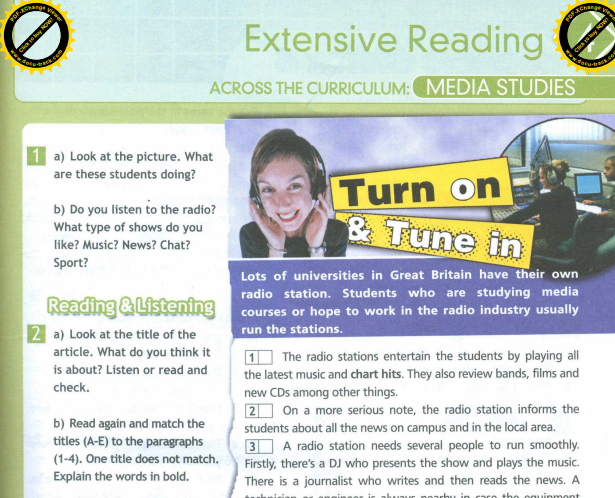 PDF-XChange Viewer
Click to buy NOW!
www.docu-track.com
PDF-XChange Viewer
Click to buy NOW!
www.docu-track.com
Extensive Reading
ACROSS THE CURRICULUM: MEDIA STUDIES
1 a) Look at the picture. What
are these students doing?
b) Do you listen to the radio?
What type of shows do you
like? Music? News? Chat?
Sport?
Reading & Listening
2 a) Look at the title of the
article. What do you think it
is about? Listen or read and
check.
b) Read again and match the
titles (A-E) to the paragraphs
(1-4). One title does not match.
Explain the words in bold.
Turn on
& Tune in
Lots of universities in Great Britain have their own
radio station. Students who are studying media
courses or hope to work in the radio industry usually
run the stations.
1 The radio stations entertain the students by playing all
the latest music and chart hits. They also review bands, films and
new CDs among other things.
2 On a more serious note, the radio station informs the
students about all the news on campus and in the local area.
3 A radio station needs several people to run smoothly.
Firstly, there's a DJ who presents the show and plays the music.
There is a journalist who writes and then reads the news. A
technician or engineer is always nearby in case the equipment